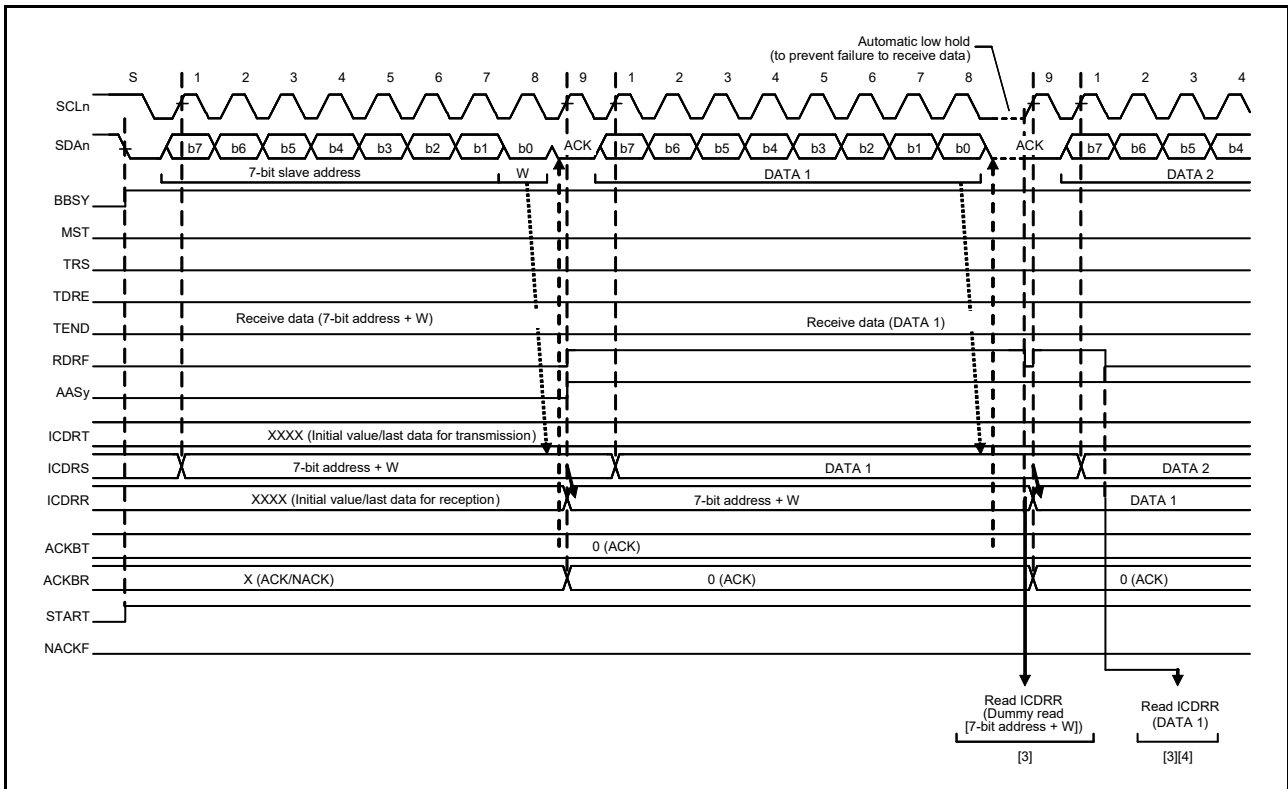 Automatic low hold
(to prevent failure to receive data)
S 1 2 3 4 5 6 7 8 9 1 2 3 4 5 6 7 8 9 1 2 3 4
SCLn
SDAn b7 b6 b5 b4 b3 b2 b1 b0 ACK b7 b6 b5 b4 b3 b2 b1 b0 ACK b7 b6 b5 b4
7-bit slave address W DATA 1 DATA 2
BBSY
MST
TRS
TDRE
Receive data (7-bit address + W) Receive data (DATA 1)
TEND
RDRF
AASy
ICDRT XXXX (Initial value/last data for transmission)
ICDRS 7-bit address + W DATA 1 DATA 2
ICDRR XXXX (Initial value/last data for reception) 7-bit address + W DATA 1
ACKBT 0 (ACK)
ACKBR X (ACK/NACK) 0 (ACK) 0 (ACK)
START
NACKF
Read ICDRR
(Dummy read
[7-bit address + W])
[3]
Read ICDRR
(DATA 1)
[3][4]